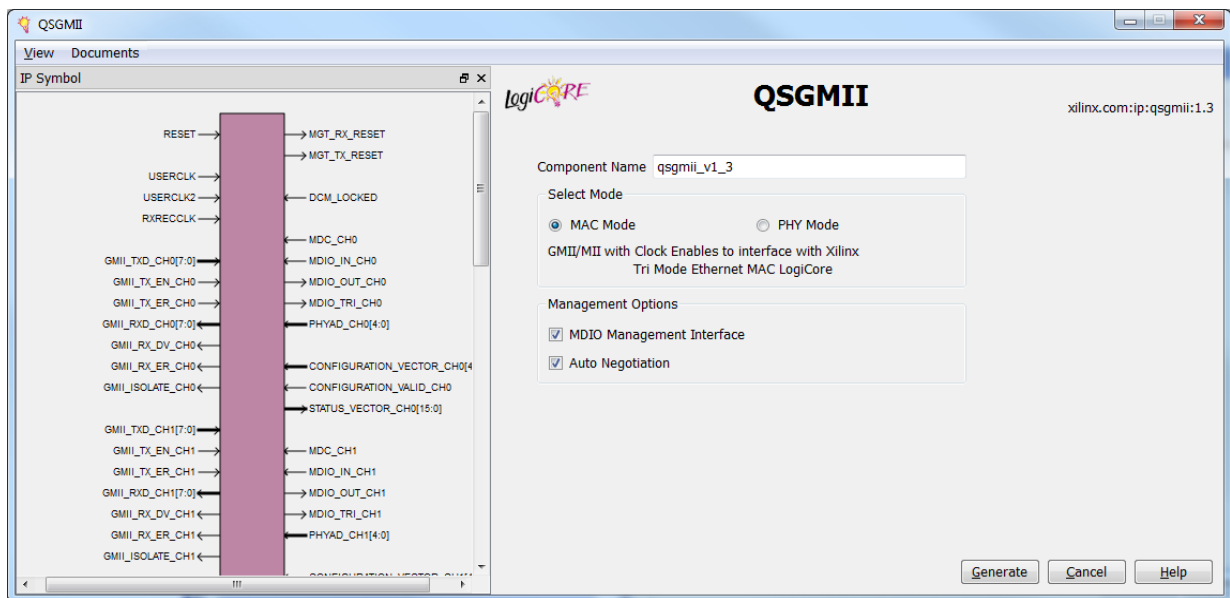 QSGMII
View Documents
IP Symbol
LogiCORE
QSGMII
xilinx.com:ip:qsgmii:1.3
RESET
USERCLK
USERCLK2
RXRECCLK
GMII_TXD_CH0[7:0]
GMII_TX_EN_CH0
GMII_TX_ER_CH0
GMII_RXD_CH0[7:0]
GMII_RX_DV_CH0
GMII_RX_ER_CH0
GMII_ISOLATE_CH0
GMII_TXD_CH1[7:0]
GMII_TX_EN_CH1
GMII_TX_ER_CH1
GMII_RXD_CH1[7:0]
GMII_RX_DV_CH1
GMII_RX_ER_CH1
GMII_ISOLATE_CH1
MGT_RX_RESET
MGT_TX_RESET
DCM_LOCKED
MDC_CH0
MDIO_IN_CH0
MDIO_OUT_CH0
MDIO_TRI_CH0
PHYAD_CH0[4:0]
CONFIGURATION_VECTOR_CH0[4
CONFIGURATION_VALID_CH0
STATUS_VECTOR_CH0[15:0]
MDC_CH1
MDIO_IN_CH1
MDIO_OUT_CH1
MDIO_TRI_CH1
PHYAD_CH1[4:0]
Component Name qsgmii_v1_3
Select Mode
MAC Mode PHY Mode
GMII/MII with Clock Enables to interface with Xilinx
Tri Mode Ethernet MAC LogiCore
Management Options
MDIO Management Interface
Auto Negotiation
Generate Cancel Help